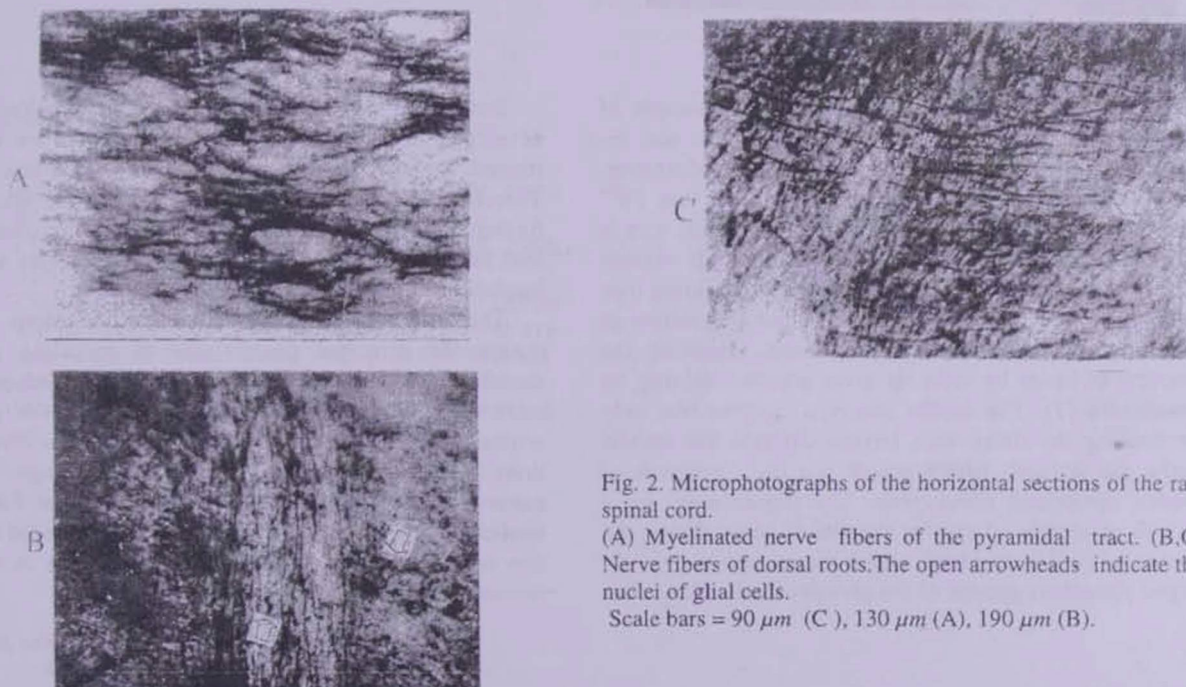 A
C
B
Fig. 2. Microphotographs of the horizontal sections of the ra
spinal cord.
(A) Myelinated nerve fibers of the pyramidal tract. (B,C
Nerve fibers of dorsal roots.The open arrowheads indicate th
nuclei of glial cells.
Scale bars = 90 µm (C ), 130 µm (A), 190 µm (B).